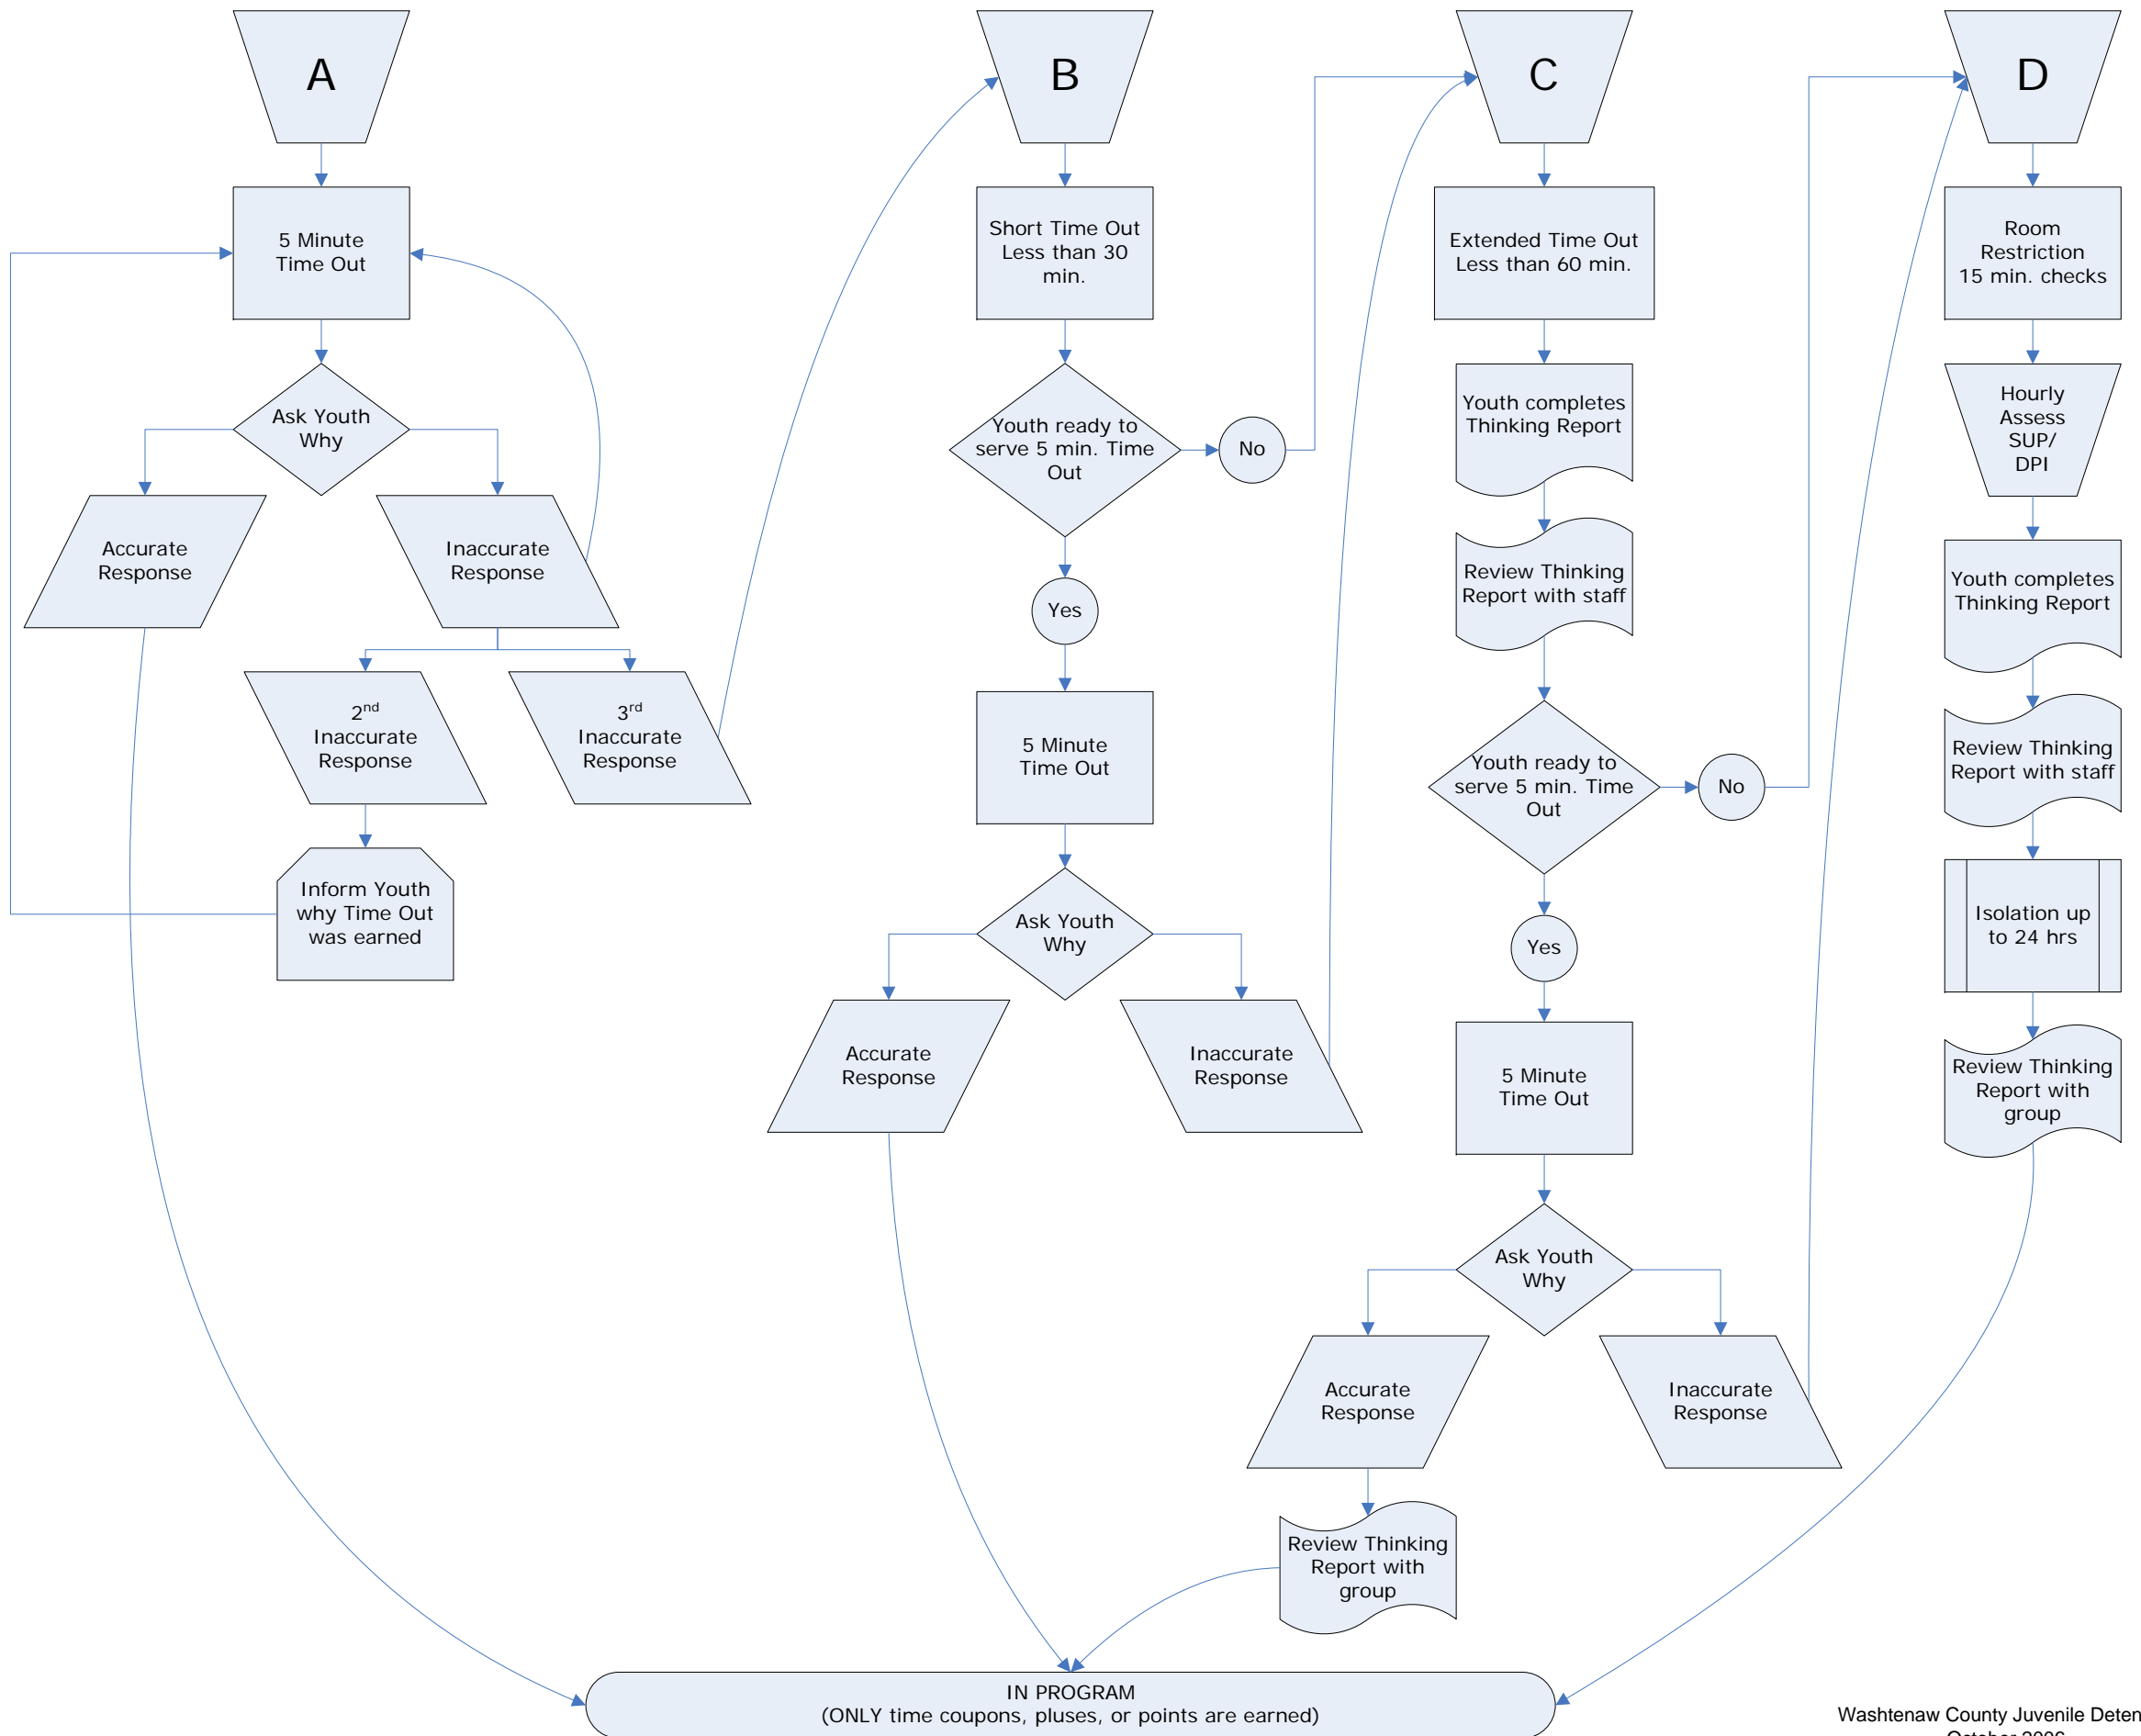 A
5 Minute
Time Out
Ask Youth
Why
Accurate
Response
Inaccurate
Response
2nd
Inaccurate
Response
3rd
Inaccurate
Response
Inform Youth
why Time Out
was earned
B
Short Time Out
Less than 30
min.
Youth ready to
serve 5 min. Time
Out
No
Yes
5 Minute
Time Out
Ask Youth
Why
Accurate
Response
Inaccurate
Response
C
Extended Time Out
Less than 60 min.
Youth completes
Thinking Report
Review Thinking
Report with staff
Youth ready to
serve 5 min. Time
Out
No
Yes
5 Minute
Time Out
Ask Youth
Why
Accurate
Response
Inaccurate
Response
Review Thinking
Report with
group
D
Room
Restriction
15 min. checks
Hourly
Assess
SUP/
DPI
Youth completes
Thinking Report
Review Thinking
Report with staff
Isolation up
to 24 hrs
Review Thinking
Report with
group
IN PROGRAM
(ONLY time coupons, pluses, or points are earned)
Washtenaw County Juvenile Deten